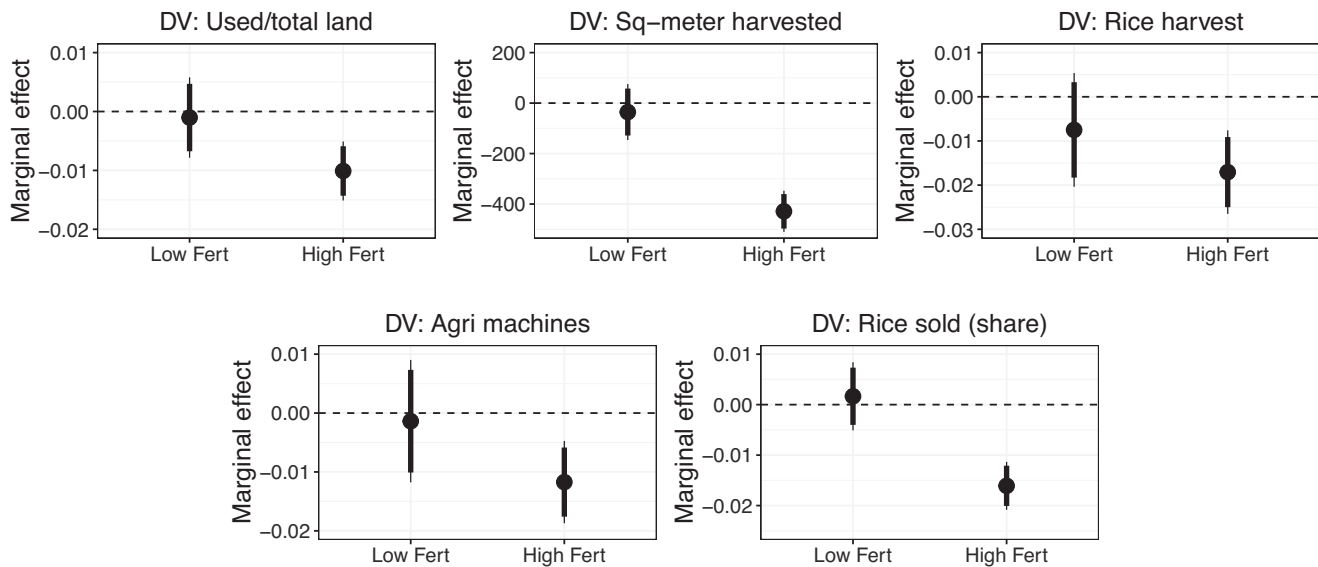 DV: Used/total land
0.01
0.00
−0.01
−0.02
Marginal effect
Low Fert
High Fert
DV: Sq−meter harvested
200
0
−200
−400
Marginal effect
Low Fert
High Fert
DV: Rice harvest
0.01
0.00
−0.01
−0.02
−0.03
Marginal effect
Low Fert
High Fert
DV: Agri machines
0.01
0.00
−0.01
−0.02
Marginal effect
Low Fert
High Fert
DV: Rice sold (share)
0.01
0.00
−0.01
−0.02
Marginal effect
Low Fert
High Fert